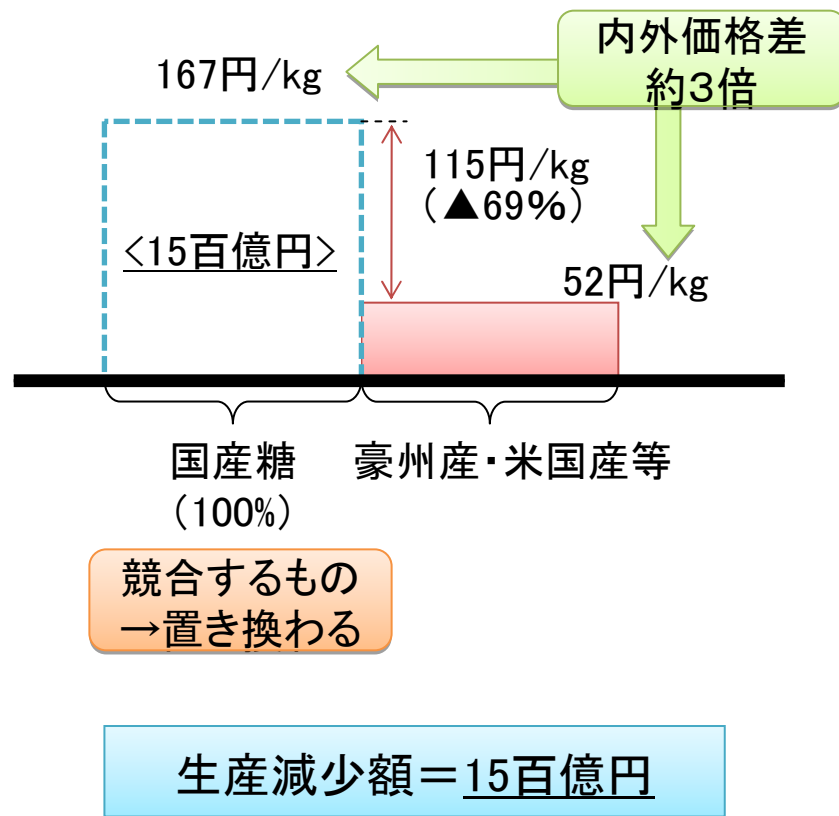 内外価格差
約3倍
167円/kg
115円/kg
(▲69%)
<15百億円>
52円/kg
国産糖
(100%)
豪州産・米国産等
競合するもの
→置き換わる
生産減少額＝15百億円